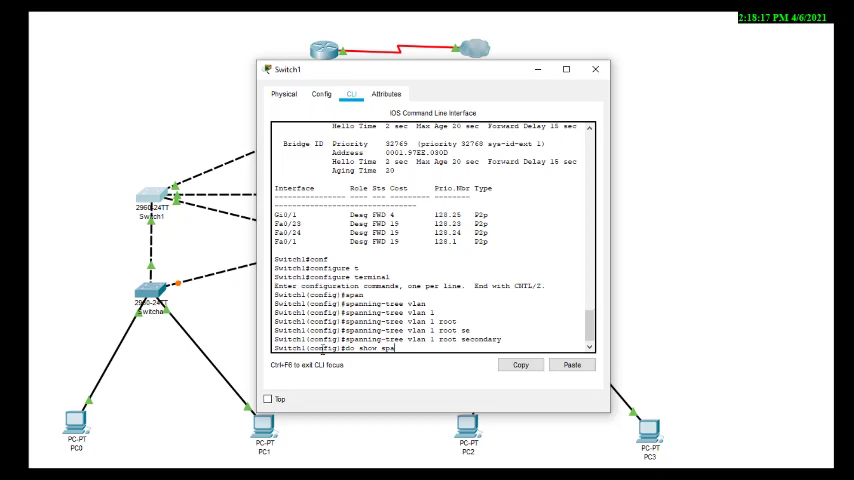 2:18:17 PM 4/6/2021
Switch1
Physical Config CLI Attributes
IOS Command Line Interface
Hello Time 2 sec Max Age 20 sec Forward Delay 15 sec
Bridge ID Priority 32769 (priority 32768 sys-id-ext 1)
Address 0001.97EE.030D
Hello Time 2 sec Max Age 20 sec Forward Delay 15 sec
Aging Time 20
Interface Role Sts Cost Prio.Nbr Type
Gi0/1 Desg FWD 4 128.25 P2p
Fa0/23 Desg FWD 19 128.23 P2p
Fa0/24 Desg FWD 19 128.24 P2p
Fa0/1 Desg FWD 19 128.1 P2p
Switch1#conf
Switch1#configure t
Switch1#configure terminal
Enter configuration commands, one per line. End with CNTL/Z.
Switch1(config)#span
Switch1(config)#spanning-tree vlan
Switch1(config)#spanning-tree vlan 1
Switch1(config)#spanning-tree vlan 1 root
Switch1(config)#spanning-tree vlan 1 root se
Switch1(config)#spanning-tree vlan 1 root secondary
Switch1(config)#do show spa
Ctrl+F6 to exit CLI focus
Copy Paste
Top
2960-24TT
Switch1
PC-PT
PC0
PC-PT
PC1
PC-PT
PC2
PC-PT
PC3